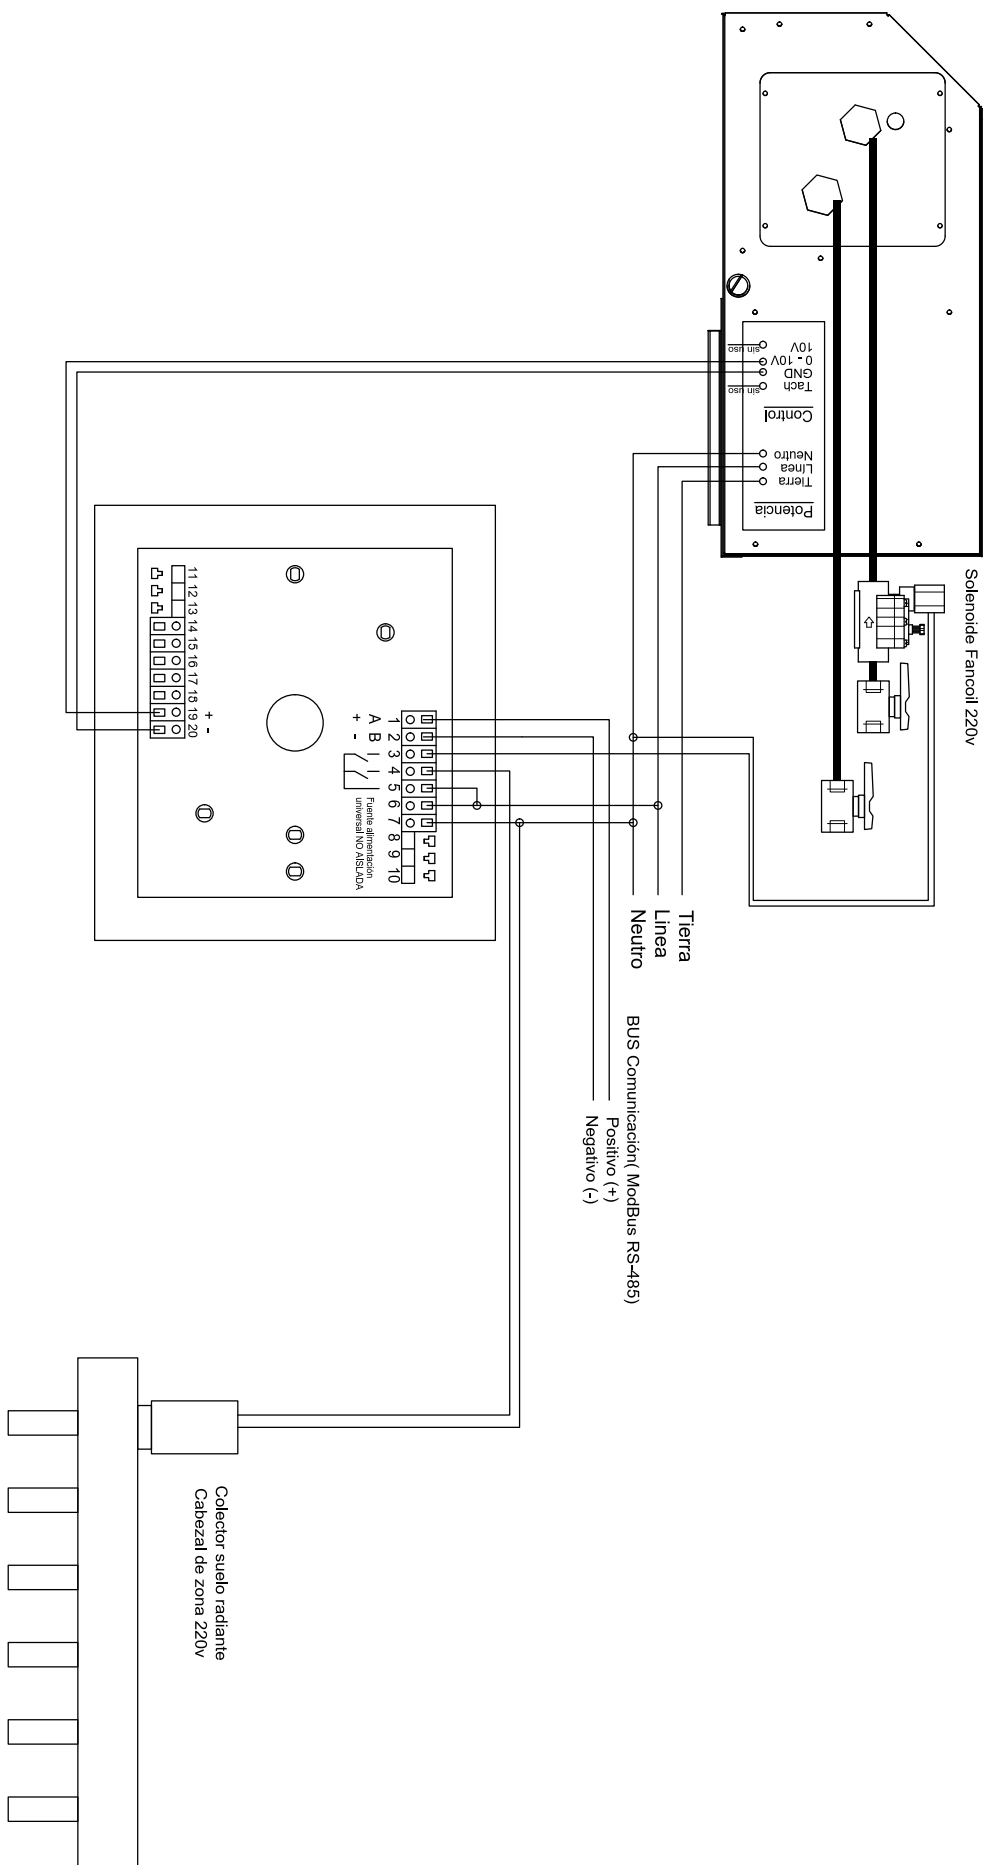 10V
sin uso
0 - 10V
GND
Tach
sin uso
Control
Neutro
Línea
Tierra
Potencia
Solenoide Fancoil 220v
11 12 13 14 15 16 17 18 19 20
+ -
1 2 3 4 5 6 7 8 9 10
A B
+ -
Fuente alimentación
universal NO AISLADA
Tierra
Linea
Neutro
BUS Comunicación( ModBus RS-485)
Positivo (+)
Negativo (-)
Colector suelo radiante
Cabezal de zona 220v